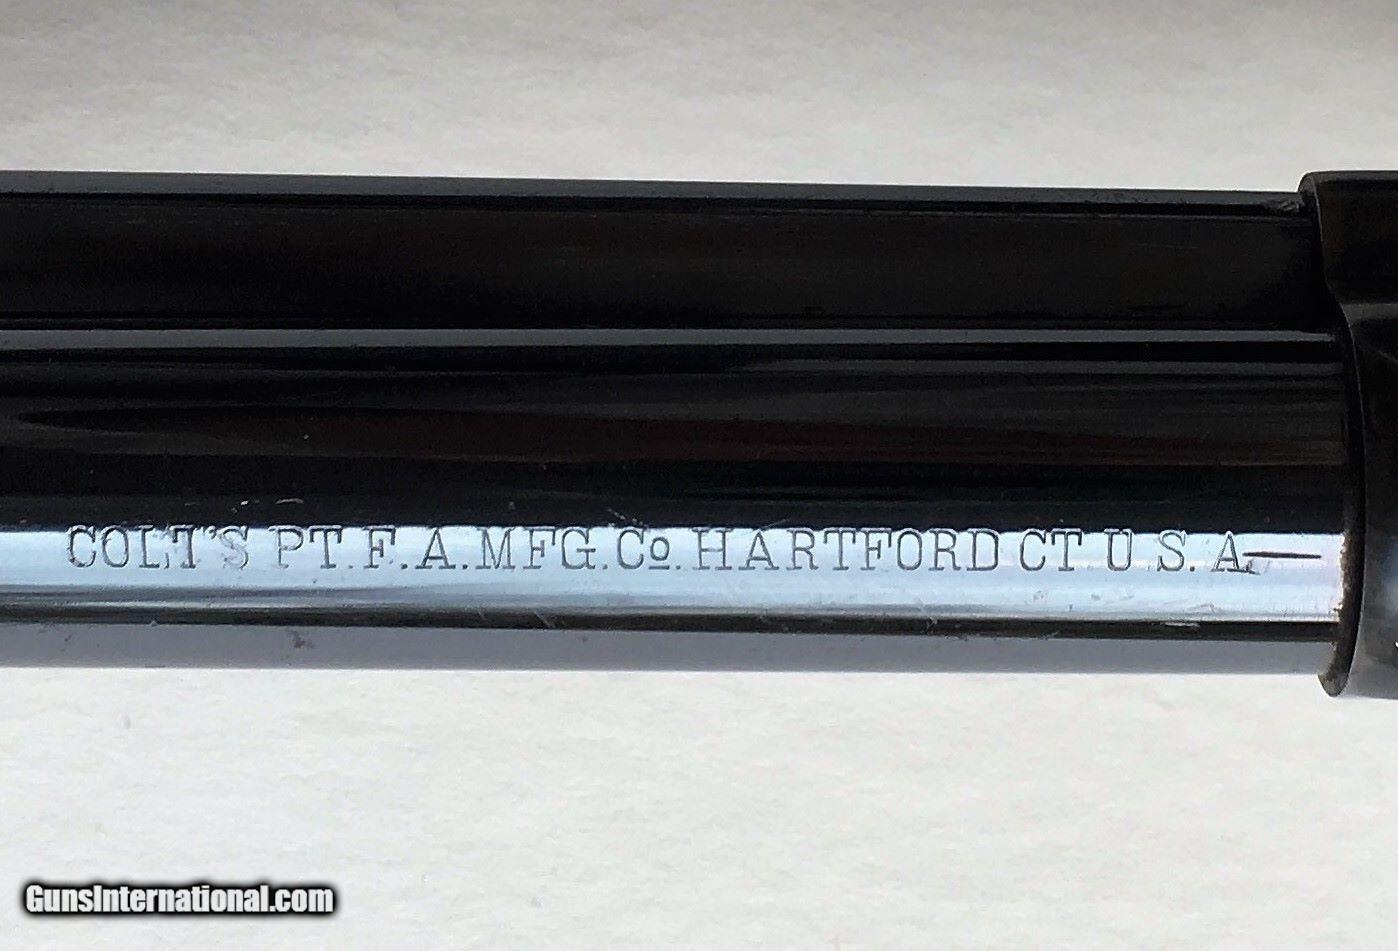 COLT'S PT. F. A. MFG. Co. HARTFORD CT U. S. A.—
GunsInternational.com